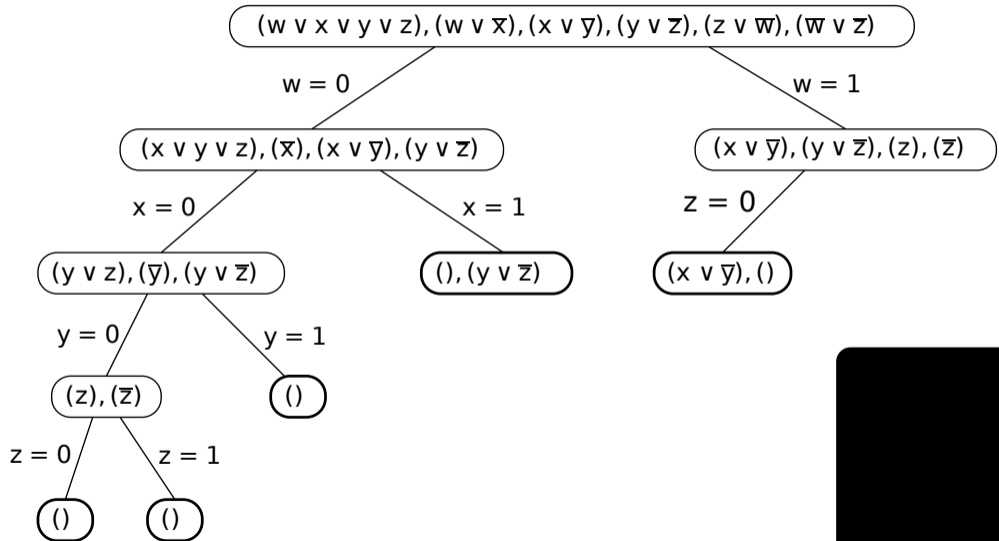 (w ∨ x ∨ y ∨ z), (w ∨ x̅), (x ∨ y̅), (y ∨ z̅), (z ∨ w̅), (w̅ ∨ z̅)
w = 0
w = 1
(x ∨ y ∨ z), (x̅), (x ∨ y̅), (y ∨ z̅)
(x ∨ y̅), (y ∨ z̅), (z), (z̅)
x = 0
x = 1
z = 0
(y ∨ z), (y̅), (y ∨ z̅)
(), (y ∨ z̅)
(x ∨ y̅), ()
y = 0
y = 1
(z), (z̅)
()
z = 0
z = 1
()
()